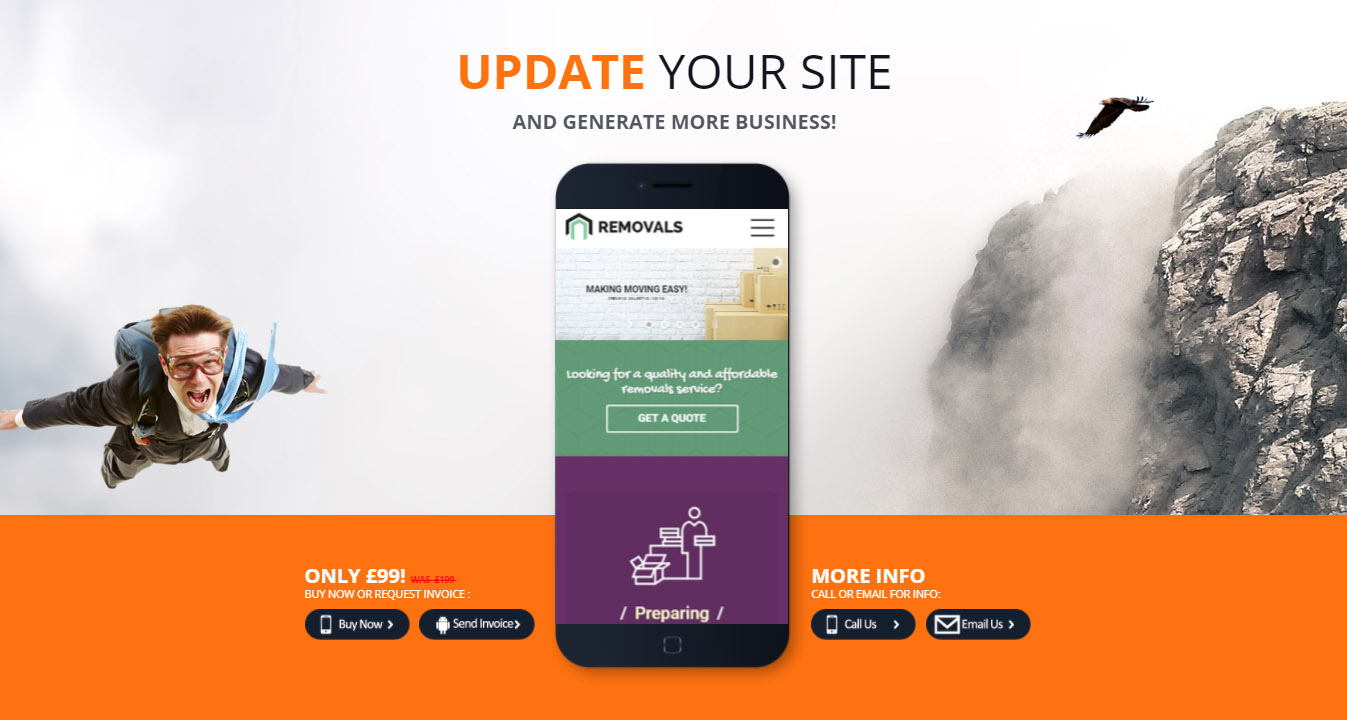 UPDATE YOUR SITE
AND GENERATE MORE BUSINESS!
REMOVALS
MAKING MOVING EASY!
Looking for a quality and affordable
removals service?
GET A QUOTE
/ Preparing /
ONLY £99! WAS £199
BUY NOW OR REQUEST INVOICE :
Buy Now
Send Invoice
MORE INFO
CALL OR EMAIL FOR INFO:
Call Us
Email Us